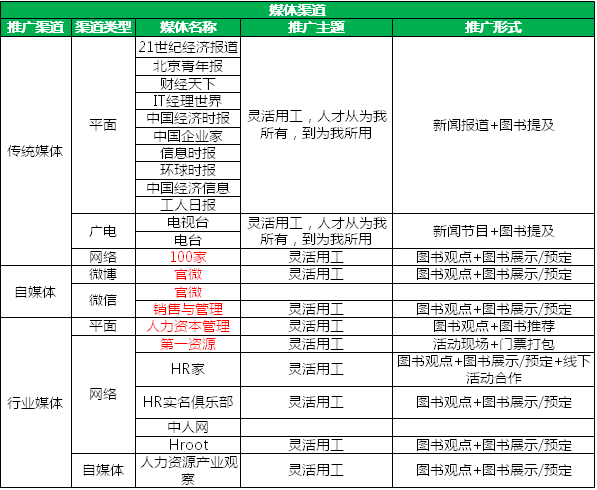 媒体渠道
推广渠道 渠道类型 媒体名称 推广主题 推广形式
传统媒体
平面
21世纪经济报道
北京青年报
财经天下
IT经理世界
中国经济时报
中国企业家
信息时报
环球时报
中国经济信息
工人日报
灵活用工，人才从为我
所有，到为我所用
新闻报道+图书提及
广电
电视台
电台
灵活用工，人才从为我
所有，到为我所用
新闻节目+图书提及
网络 100家 灵活用工 图书观点+图书展示/预定
自媒体
微博 官微 灵活用工 图书观点+图书展示/预定
微信
官微
销售与管理 灵活用工 图书观点+图书展示/预定
行业媒体
平面 人力资本管理 灵活用工 图书观点+图书推荐
网络
第一资源 灵活用工 活动现场+门票打包
HR家 灵活用工 图书观点+图书展示/预定+线下
活动合作
HR实名俱乐部 灵活用工 图书观点+图书展示/预定
中人网
Hroot 灵活用工 图书观点+图书展示/预定
自媒体 人力资源产业观
察 灵活用工 图书观点+图书展示/预定